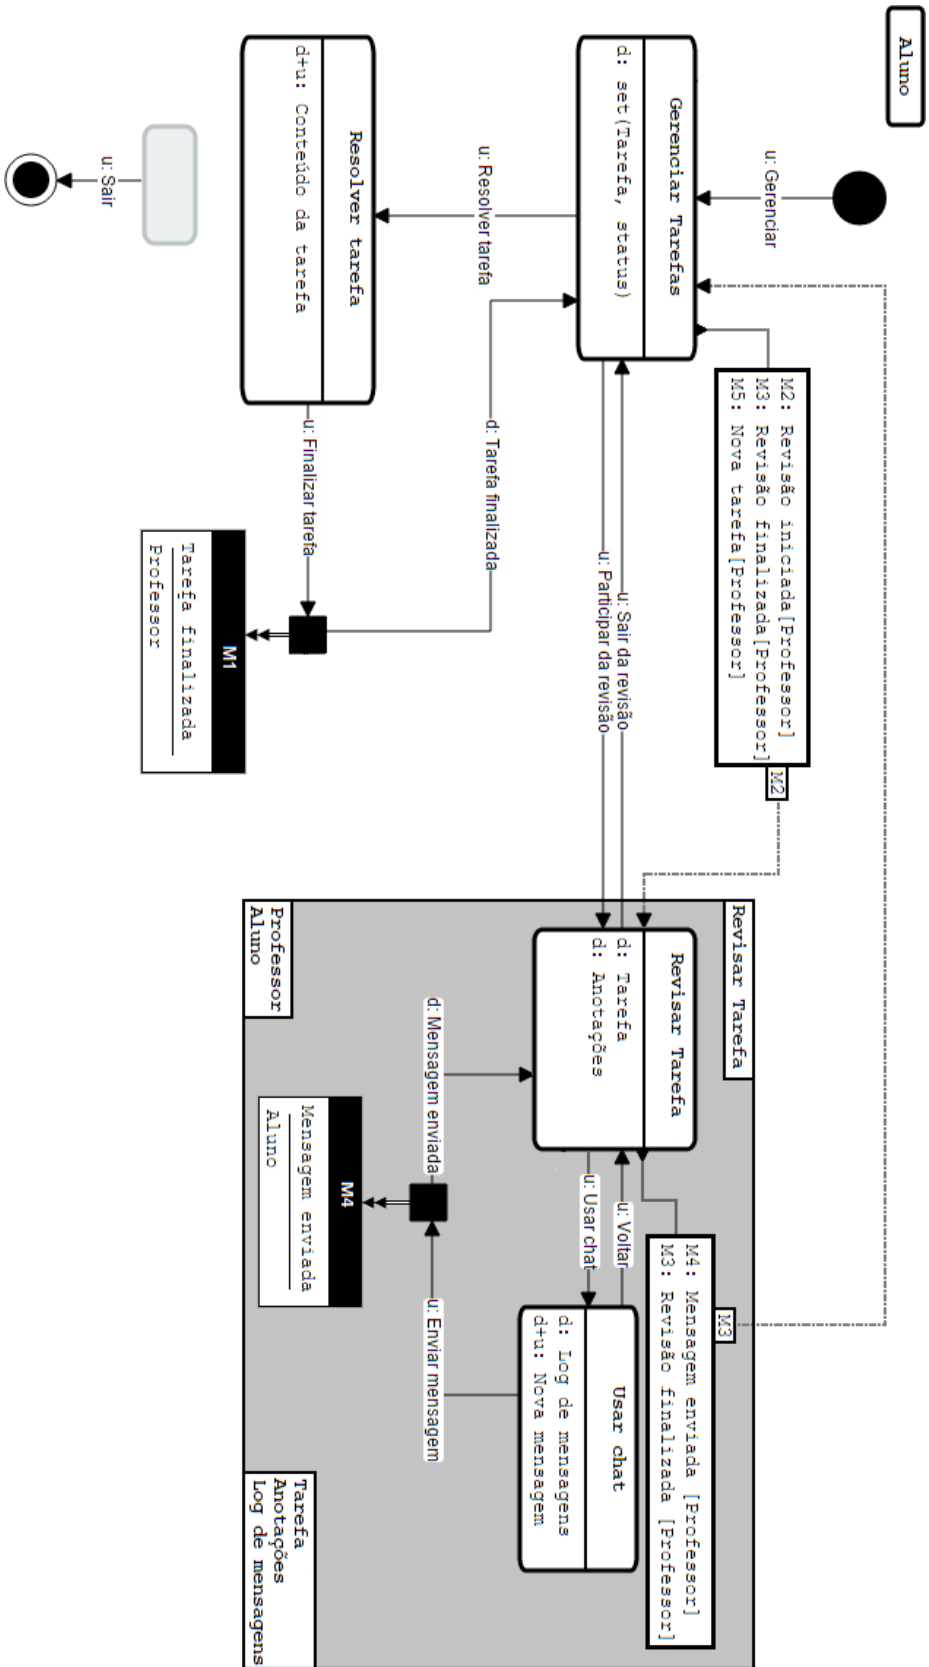 Aluno
u: Gerenciar
Gerenciar Tarefas
d: set(Tarefa, status)
M2: Revisão iniciada[Professor]
M3: Revisão finalizada[Professor]
M5: Nova tarefa[Professor]
M2
u: Resolver tarefa
Resolver tarefa
d+u: Conteúdo da tarefa
u: Sair
u: Finalizar tarefa
d: Tarefa finalizada
M1
Tarefa finalizada
Professor
u: Sair da revisão
u: Participar da revisão
Revisar Tarefa
Revisar Tarefa
d: Tarefa
d: Anotações
M4: Mensagem enviada [Professor]
M3: Revisão finalizada [Professor]
M3
u: Voltar
u: Usar chat
Usar chat
d: Log de mensagens
d+u: Nova mensagem
u: Enviar mensagem
d: Mensagem enviada
M4
Mensagem enviada
Aluno
Professor
Aluno
Tarefa
Anotações
Log de mensagens